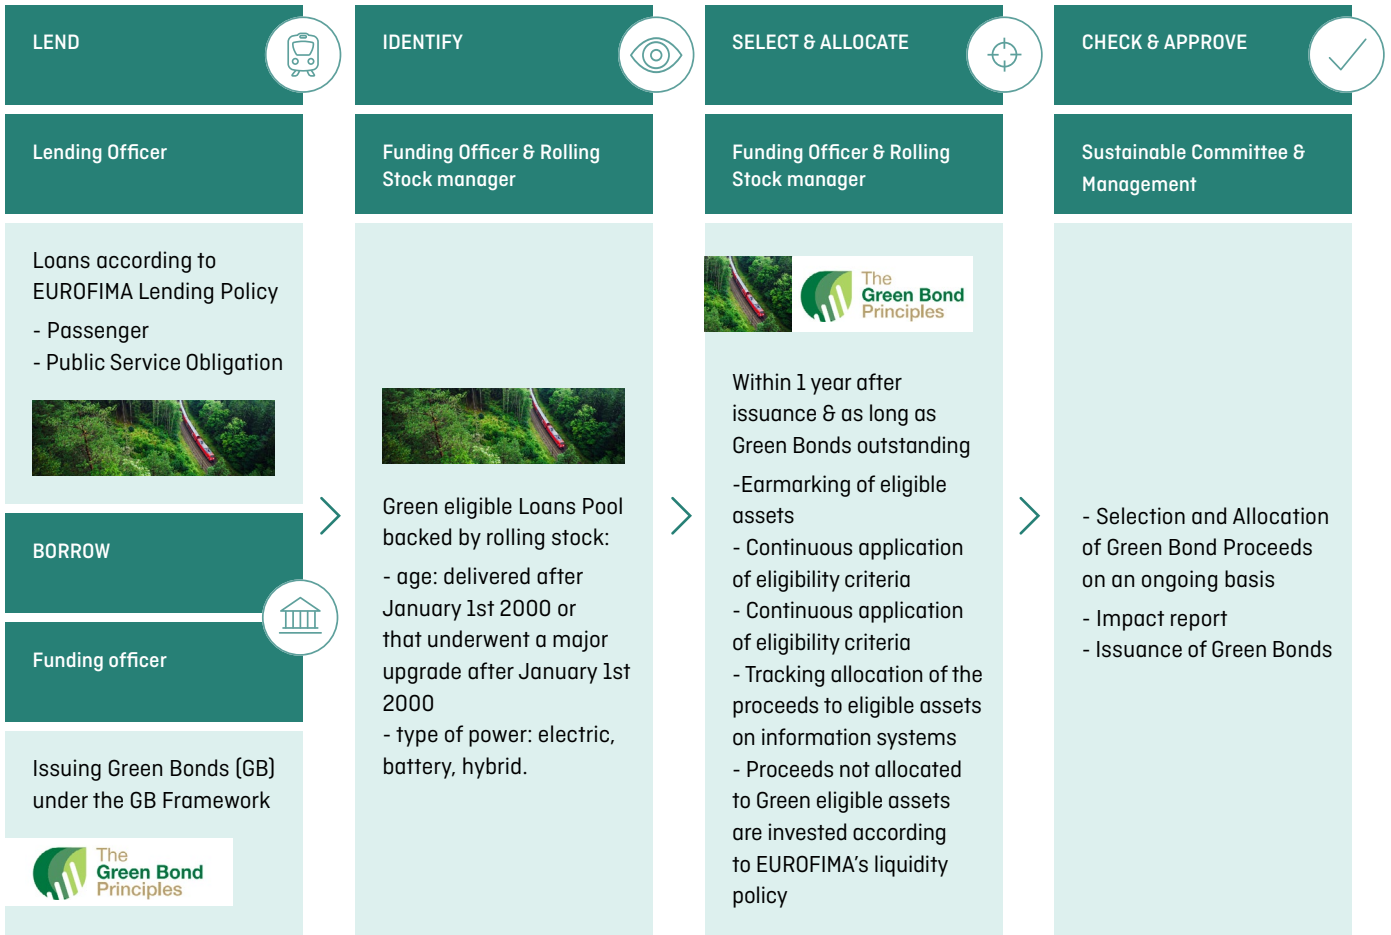 LEND
Lending Officer
Loans according to
EUROFIMA Lending Policy
- Passenger
- Public Service Obligation
BORROW
Funding officer
Issuing Green Bonds (GB)
under the GB Framework
The
Green Bond
Principles
IDENTIFY
Funding Officer & Rolling
Stock manager
Green eligible Loans Pool
backed by rolling stock:
- age: delivered after
January 1st 2000 or
that underwent a major
upgrade after January 1st
2000
- type of power: electric,
battery, hybrid.
SELECT & ALLOCATE
Funding Officer & Rolling
Stock manager
The
Green Bond
Principles
Within 1 year after
issuance & as long as
Green Bonds outstanding
-Earmarking of eligible
assets
- Continuous application
of eligibility criteria
- Continuous application
of eligibility criteria
- Tracking allocation of the
proceeds to eligible assets
on information systems
- Proceeds not allocated
to Green eligible assets
are invested according
to EUROFIMA’s liquidity
policy
CHECK & APPROVE
Sustainable Committee &
Management
- Selection and Allocation
of Green Bond Proceeds
on an ongoing basis
- Impact report
- Issuance of Green Bonds